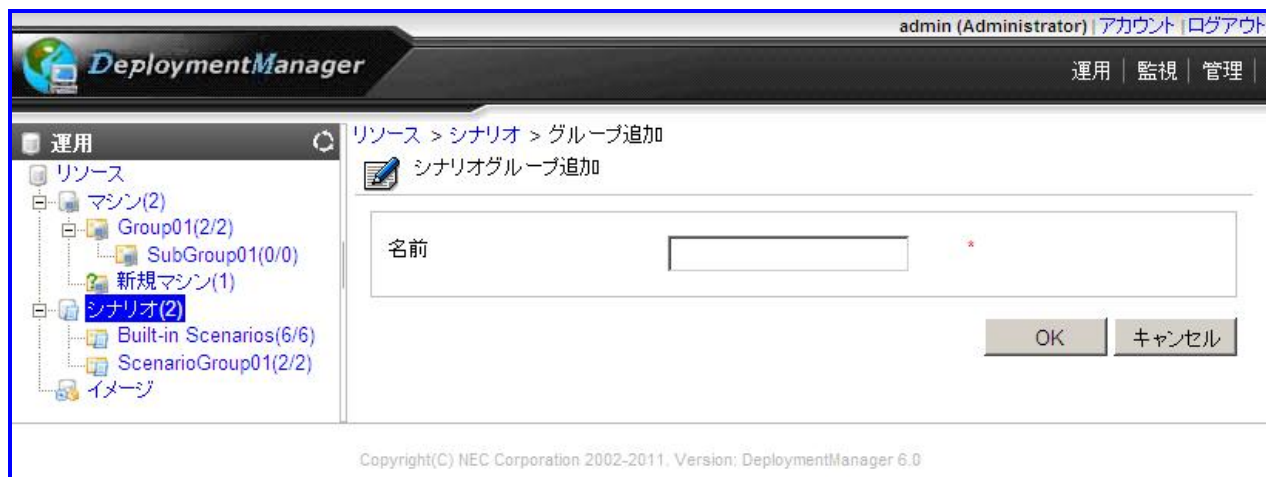 admin (Administrator) | アカウント | ログアウト
DeploymentManager
運用 | 監視 | 管理 |
運用
リソース
マシン(2)
Group01(2/2)
SubGroup01(0/0)
新規マシン(1)
シナリオ(2)
Built-in Scenarios(6/6)
ScenarioGroup01(2/2)
イメージ
リソース > シナリオ > グループ追加
シナリオグループ追加
名前 *
OK キャンセル
Copyright(C) NEC Corporation 2002-2011. Version: DeploymentManager 6.0